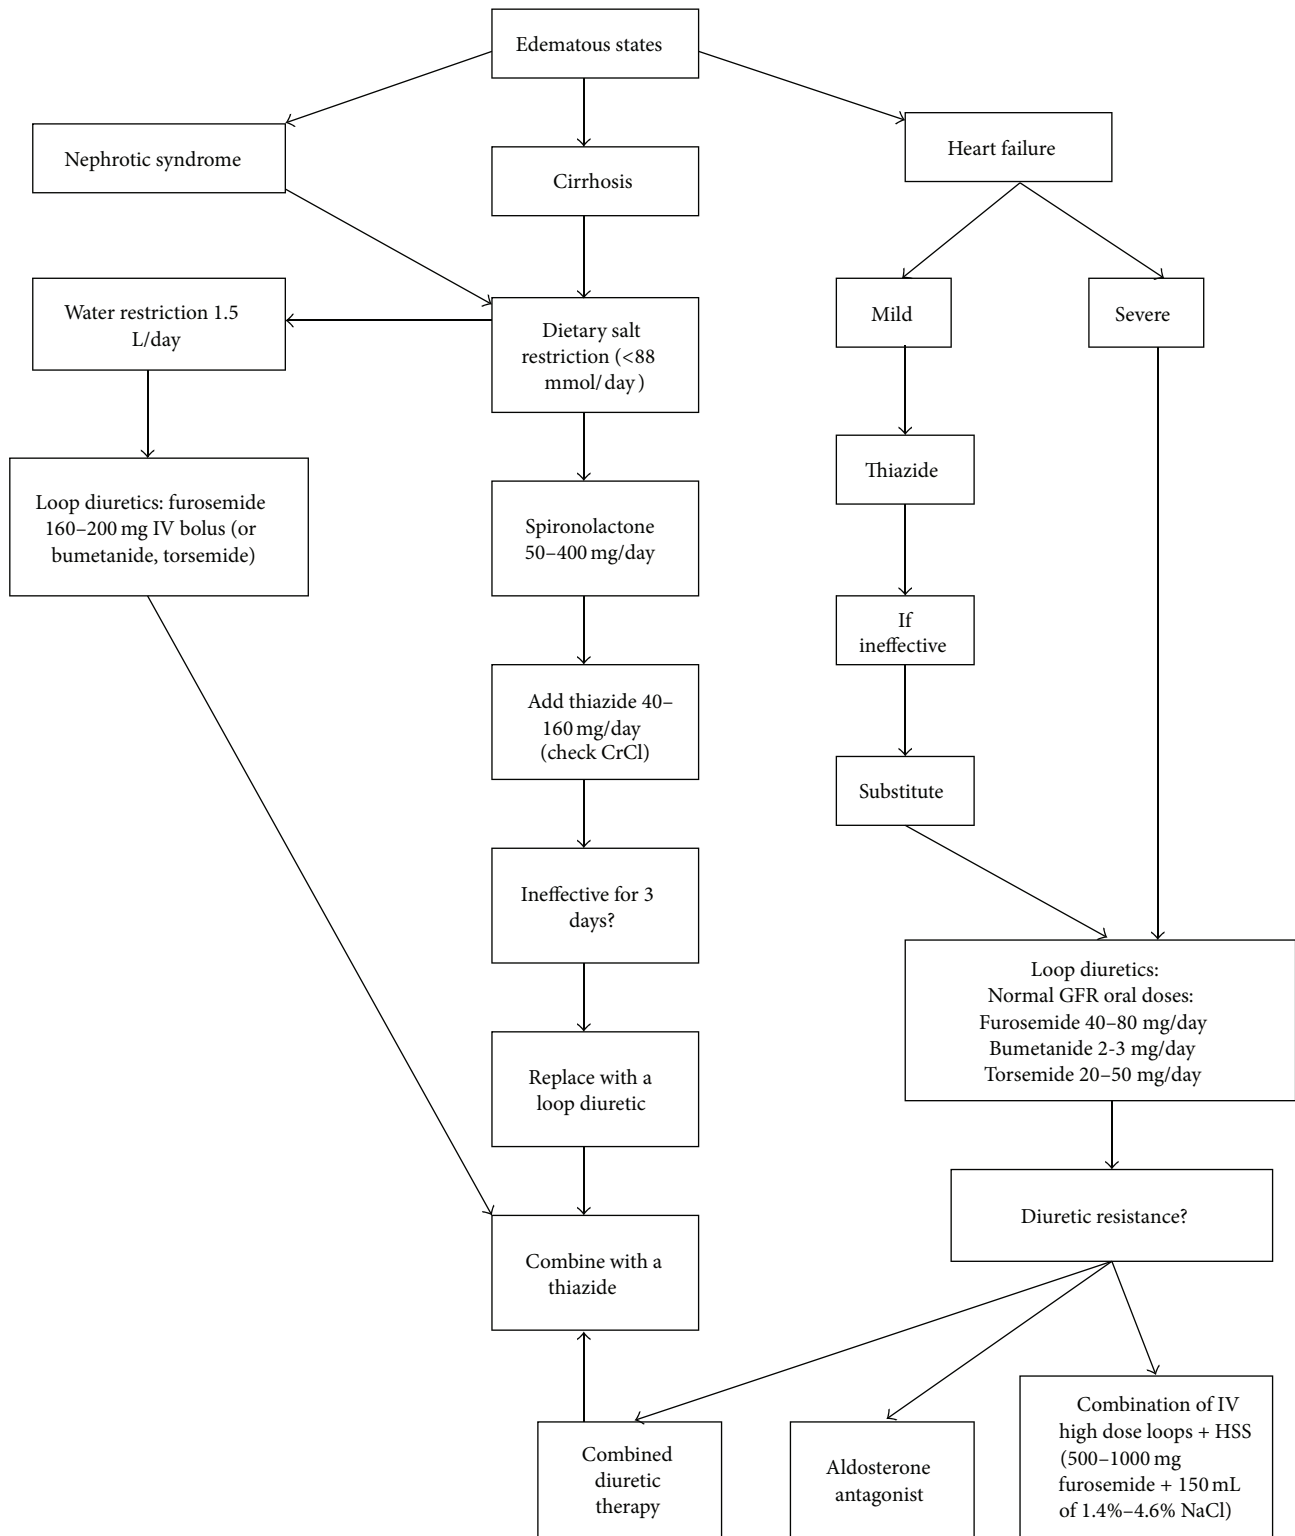 Edematous states
Nephrotic syndrome
Cirrhosis
Heart failure
Water restriction 1.5
L/day
Dietary salt
restriction (<88
mmol/day)
Mild
Severe
Loop diuretics: furosemide
160–200 mg IV bolus (or
bumetanide, torsemide)
Spironolactone
50–400 mg/day
Thiazide
If
ineffective
Add thiazide 40–
160 mg/day
(check CrCl)
Substitute
Ineffective for 3
days?
Replace with a
loop diuretic
Loop diuretics:
Normal GFR oral doses:
Furosemide 40–80 mg/day
Bumetanide 2-3 mg/day
Torsemide 20–50 mg/day
Combine with a
thiazide
Diuretic resistance?
Combined
diuretic
therapy
Aldosterone
antagonist
Combination of IV
high dose loops + HSS
(500–1000 mg
furosemide + 150 mL
of 1.4%–4.6% NaCl)